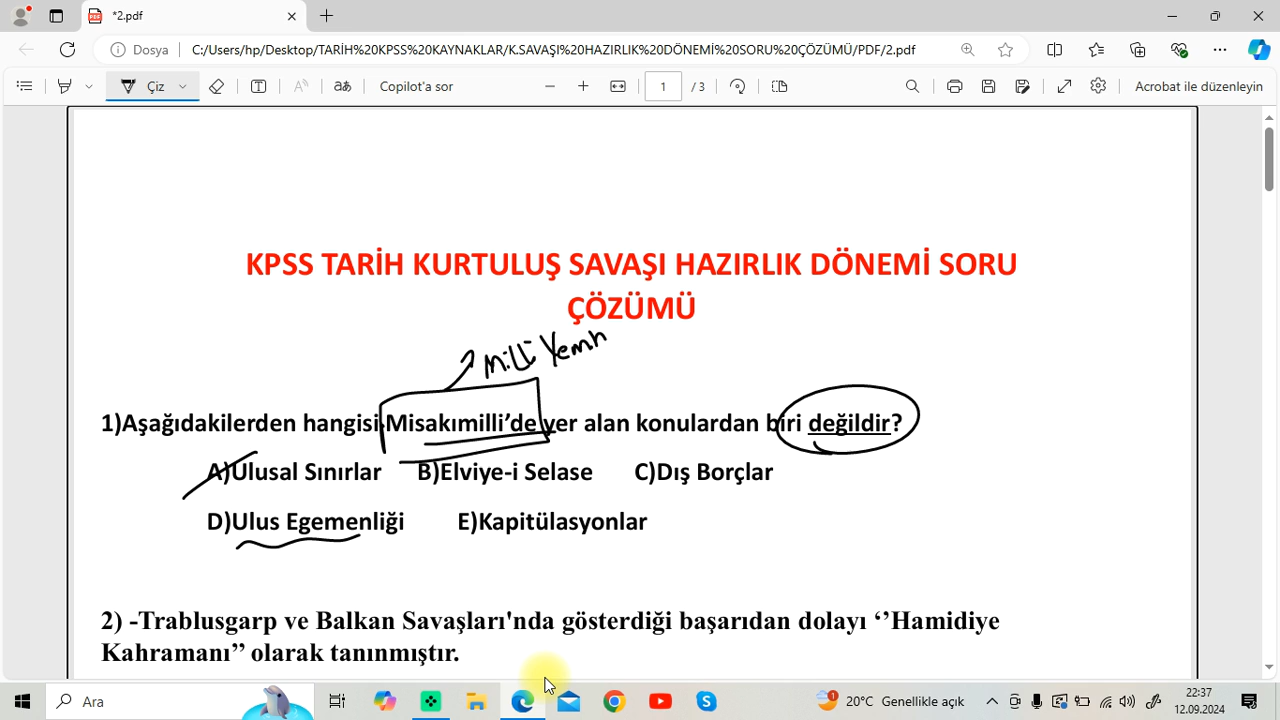 *2.pdf
Dosya C:/Users/hp/Desktop/TARİH%20KPSS%20KAYNAKLAR/K.SAVAŞI%20HAZIRLIK%20DÖNEMİ%20SORU%20ÇÖZÜMÜ/PDF/2.pdf
Çiz aあ Copilot'a sor 1 / 3 Acrobat ile düzenleyin
KPSS TARİH KURTULUŞ SAVAŞI HAZIRLIK DÖNEMİ SORU
ÇÖZÜMÜ
Milli Yemin
1)Aşağıdakilerden hangisi Misakımilli’de yer alan konulardan biri değildir?
A)Ulusal Sınırlar B)Elviye-i Selase C)Dış Borçlar
D)Ulus Egemenliği E)Kapitülasyonlar
2) -Trablusgarp ve Balkan Savaşları'nda gösterdiği başarıdan dolayı ‘’Hamidiye
Kahramanı’’ olarak tanınmıştır.
Ara 1 20°C Genellikle açık 22:37
12.09.2024